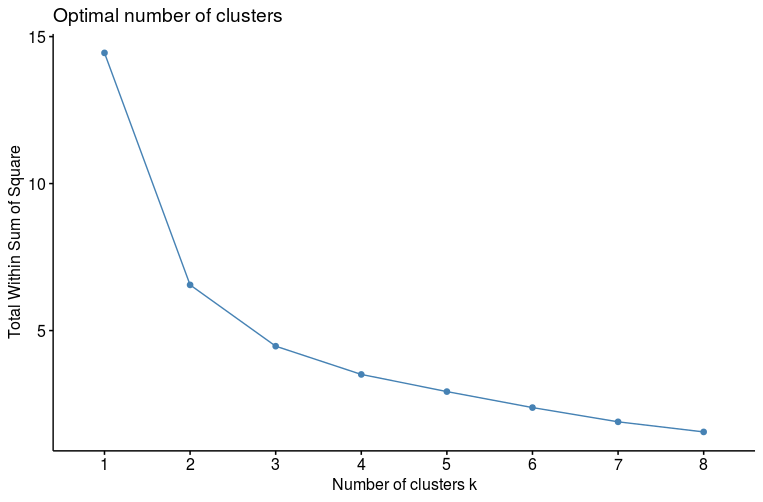 Optimal number of clusters
Total Within Sum of Square
15
10
5
1 2 3 4 5 6 7 8
Number of clusters k